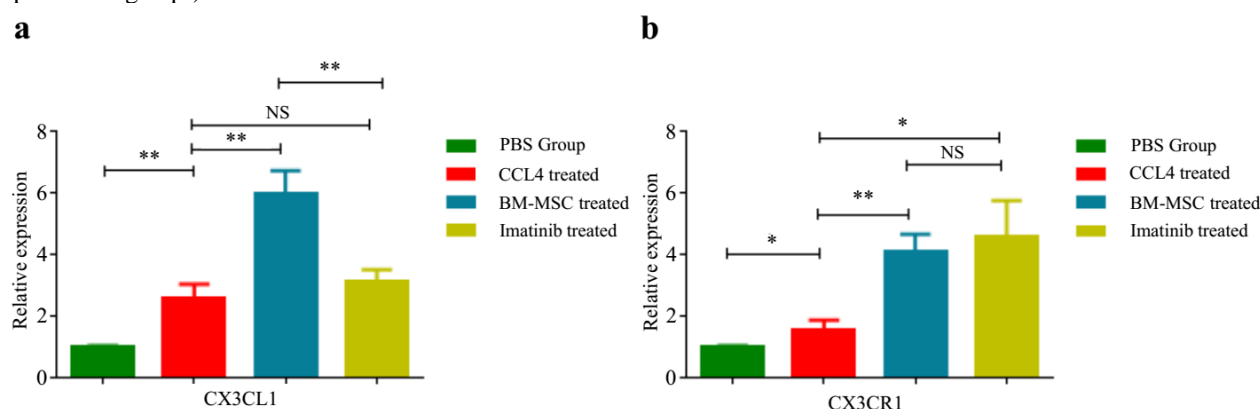 a
b
**
NS
**
**
8
6
4
2
0
Relative expression
CX3CL1
PBS Group
CCL4 treated
BM-MSC treated
Imatinib treated
*
NS
**
*
8
6
4
2
0
Relative expression
CX3CR1
PBS Group
CCL4 treated
BM-MSC treated
Imatinib treated